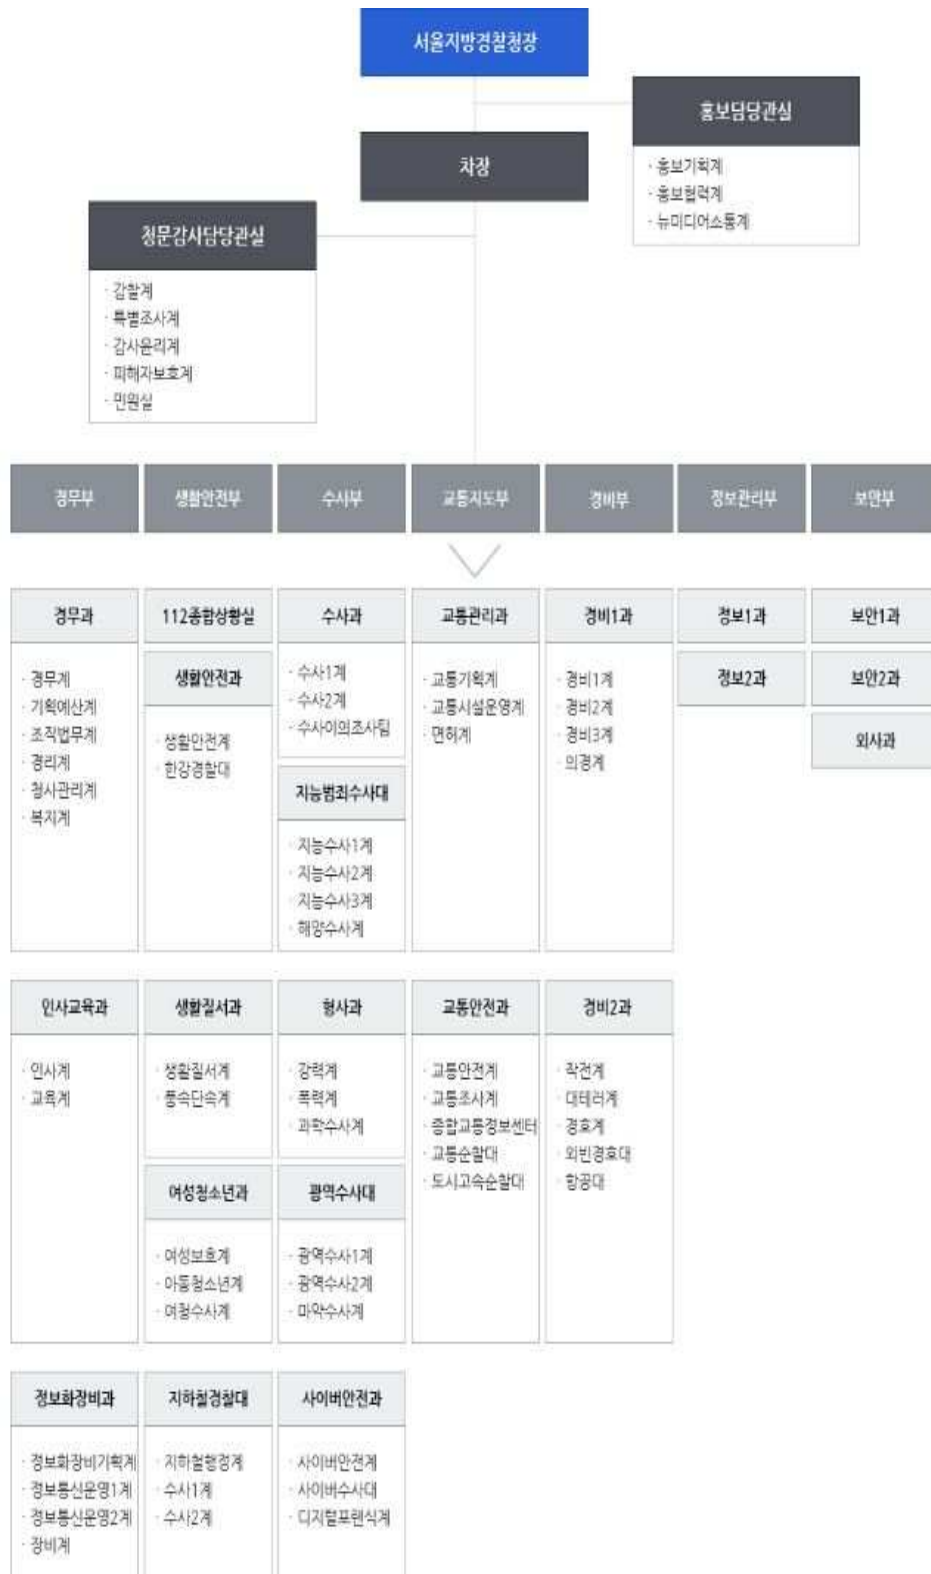 서울지방경찰청장
홍보담당관실
· 홍보기획계
· 홍보협력계
· 뉴미디어소통계
차장
청문감사담당관실
· 감찰계
· 특별조사계
· 감사윤리계
· 피해자보호계
· 민원실
경무부 생활안전부 수사부 교통지도부 경비부 정보관리부 보안부
경무과
· 경무계
· 기획예산계
· 조직법무계
· 경리계
· 청사관리계
· 복지계
112종합상황실
생활안전과
· 생활안전계
· 한강경찰대
수사과
· 수사1계
· 수사2계
· 수사이의조사팀
지능범죄수사대
· 지능수사1계
· 지능수사2계
· 지능수사3계
· 해양수사계
교통관리과
· 교통기획계
· 교통시설운영계
· 면허계
경비1과
· 경비1계
· 경비2계
· 경비3계
· 의경계
정보1과
정보2과
보안1과
보안2과
외사과
인사교육과
· 인사계
· 교육계
생활질서과
· 생활질서계
· 풍속단속계
여성청소년과
· 여성보호계
· 아동청소년계
· 여청수사계
형사과
· 강력계
· 폭력계
· 과학수사계
광역수사대
· 광역수사1계
· 광역수사2계
· 마약수사계
교통안전과
· 교통안전계
· 교통조사계
· 종합교통정보센터
· 교통순찰대
· 도시고속순찰대
경비2과
· 작전계
· 대테러계
· 경호계
· 외빈경호대
· 항공대
정보화장비과
· 정보화장비기획계
· 정보통신운영1계
· 정보통신운영2계
· 장비계
지하철경찰대
· 지하철행정계
· 수사1계
· 수사2계
사이버안전과
· 사이버안전계
· 사이버수사대
· 디지털포렌식계